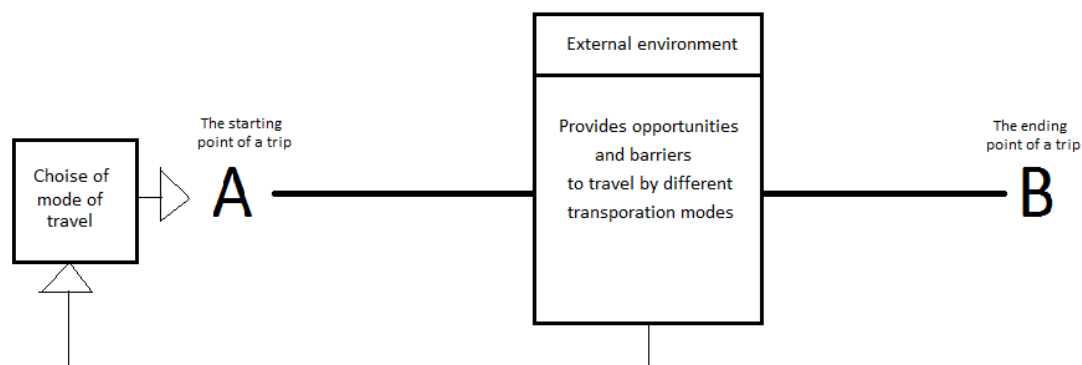 External environment
Provides opportunities
and barriers
to travel by different
transporation modes
The starting
point of a trip
A
Choise of
mode of
travel
The ending
point of a trip
B